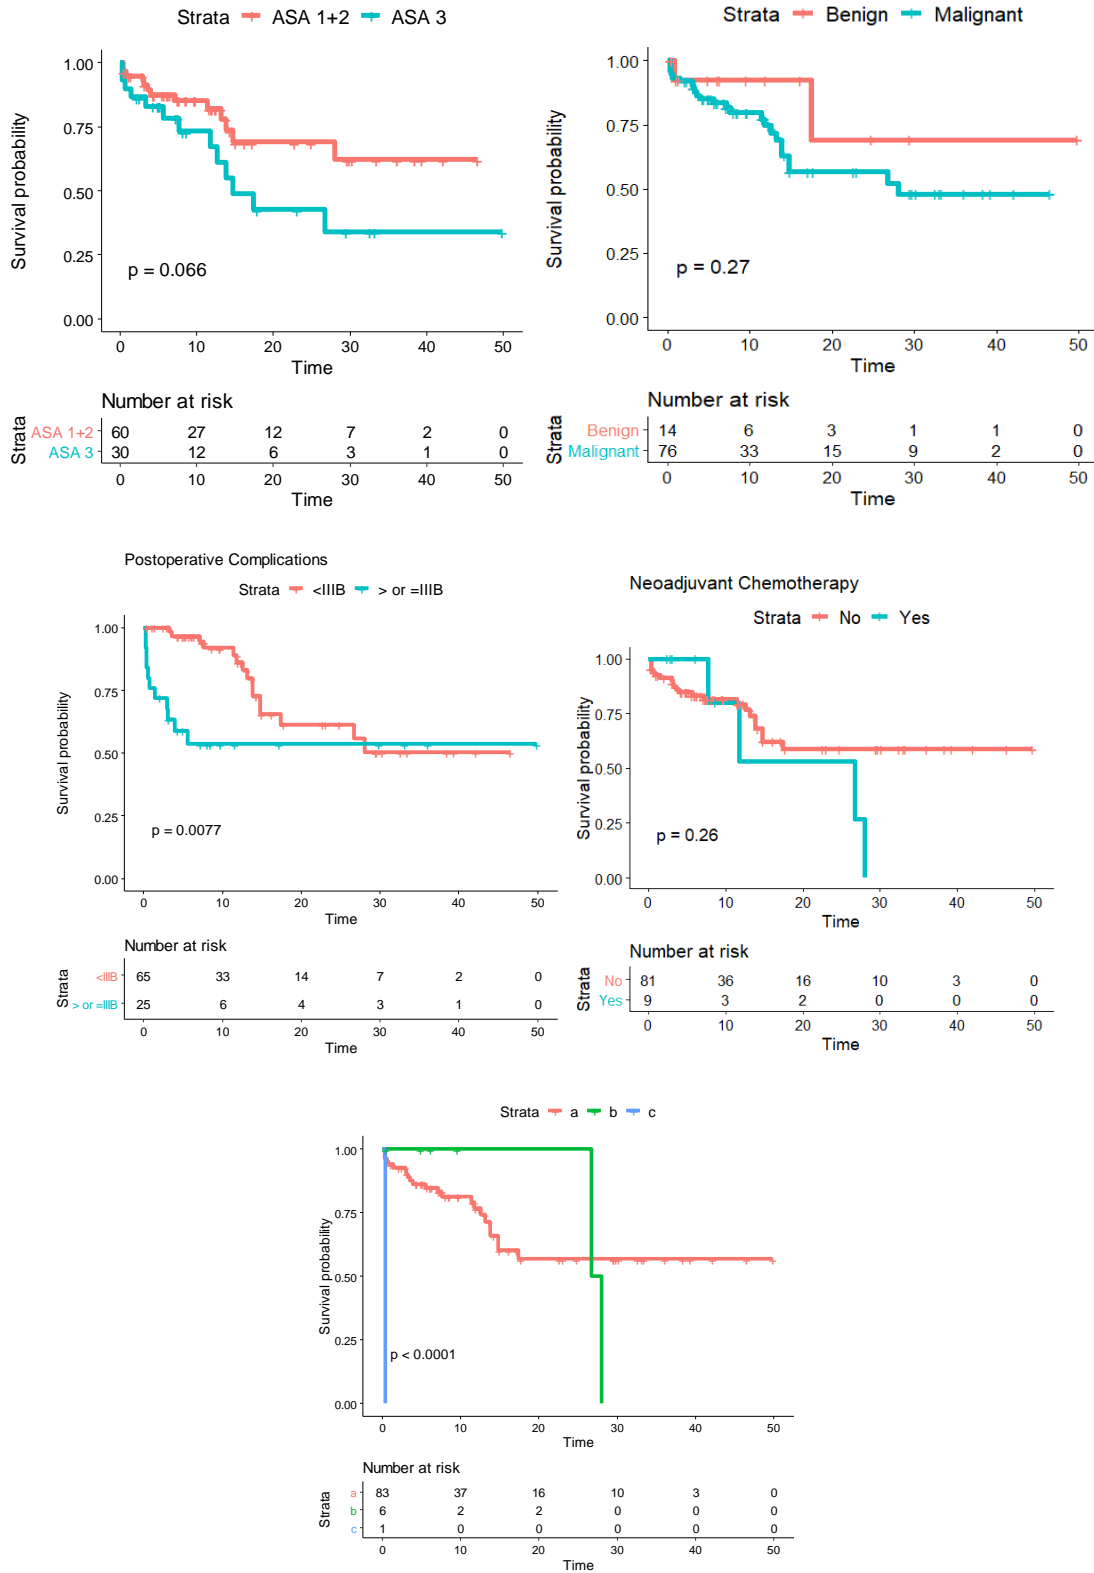 Strata ASA 1+2 ASA 3
Survival probability
1.00
0.75
0.50
0.25
0.00
p = 0.066
0 10 20 30 40 50
Time
Number at risk
Strata
ASA 1+2 60 27 12 7 2 0
ASA 3 30 12 6 3 1 0
0 10 20 30 40 50
Time
Strata Benign Malignant
Survival probability
1.00
0.75
0.50
0.25
0.00
p = 0.27
0 10 20 30 40 50
Time
Number at risk
Strata
Benign 14 6 3 1 1 0
Malignant 76 33 15 9 2 0
0 10 20 30 40 50
Time
Postoperative Complications
Strata <IIIB > or =IIIB
Survival probability
1.00
0.75
0.50
0.25
0.00
p = 0.0077
0 10 20 30 40 50
Time
Number at risk
Strata
<IIIB 65 33 14 7 2 0
> or =IIIB 25 6 4 3 1 0
0 10 20 30 40 50
Time
Neoadjuvant Chemotherapy
Strata No Yes
Survival probability
1.00
0.75
0.50
0.25
0.00
p = 0.26
0 10 20 30 40 50
Time
Number at risk
Strata
No 81 36 16 10 3 0
Yes 9 3 2 0 0 0
0 10 20 30 40 50
Time
Strata a b c
Survival probability
1.00
0.75
0.50
0.25
0.00
p < 0.0001
0 10 20 30 40 50
Time
Number at risk
Strata
a 83 37 16 10 3 0
b 6 2 2 0 0 0
c 1 0 0 0 0 0
0 10 20 30 40 50
Time